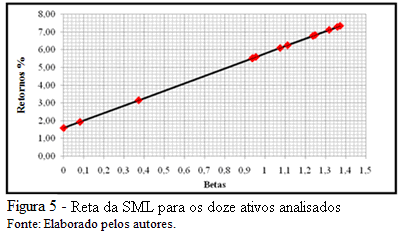 8,00
7,00
6,00
5,00
4,00
3,00
2,00
1,00
0,00
Retornos %
0 0,1 0,2 0,3 0,4 0,5 0,6 0,7 0,8 0,9 1 1,1 1,2 1,3 1,4 1,5
Betas
Figura 5 - Reta da SML para os doze ativos analisados
Fonte: Elaborado pelos autores.